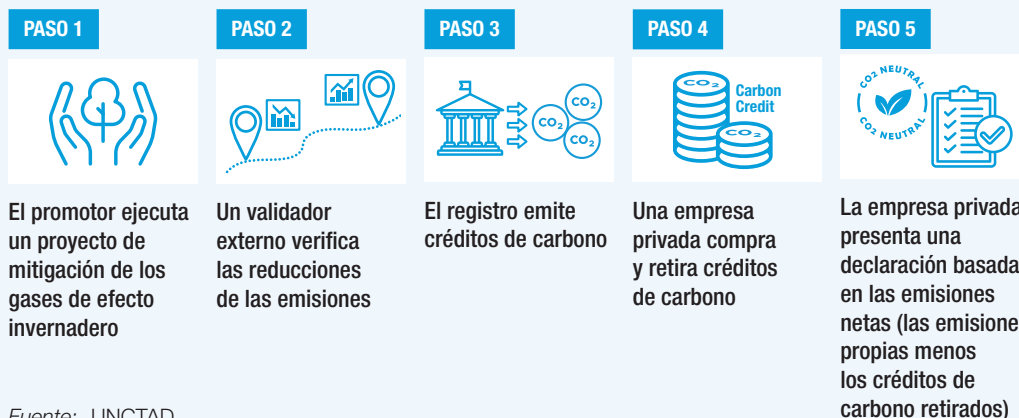 PASO 1
El promotor ejecuta
un proyecto de
mitigación de los
gases de efecto
invernadero
PASO 2
Un validador
externo verifica
las reducciones
de las emisiones
PASO 3
CO2
CO2
CO2
El registro emite
créditos de carbono
PASO 4
CO2
CO2
Carbon
Credit
Una empresa
privada compra
y retira créditos
de carbono
PASO 5
CO2 NEUTRAL
CO2 NEUTRAL
La empresa privada
presenta una
declaración basada
en las emisiones
netas (las emisione
propias menos
los créditos de
carbono retirados)
Fuente: UNCTAD